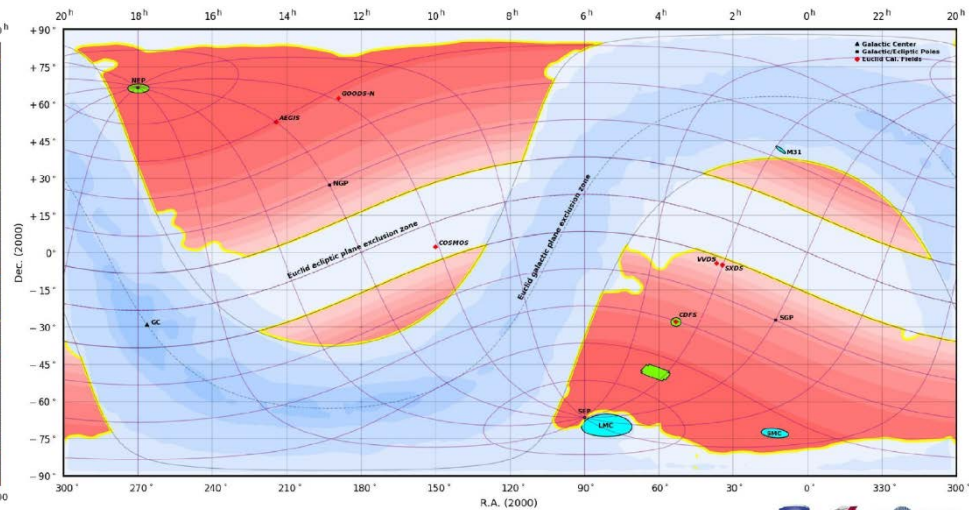 20ʰ 18ʰ 16ʰ 14ʰ 12ʰ 10ʰ 8ʰ 6ʰ 4ʰ 2ʰ 0ʰ 22ʰ 20ʰ
+90°
▲ Galactic Center
Galactic/Ecliptic Poles
Euclid Cal. Fields
+75°
NEP
GOODS-N
+60°
AEGIS
+45°
M31
+30°
NGP
+15°
Euclid ecliptic plane exclusion zone
Euclid galactic plane exclusion zone
COSMOS
Dec. (2000)
0°
VVDS
SXDS
−15°
GC
CDFS
SGP
−30°
−45°
−60°
SEP
LMC
SMC
−75°
−90°
300° 270° 240° 210° 180° 150° 120° 90° 60° 30° 0° 330° 300°
R.A. (2000)